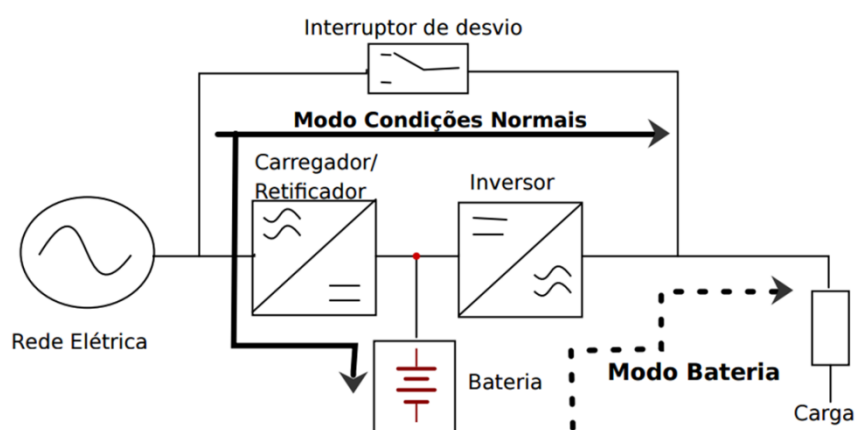 Interruptor de desvio
Modo Condições Normais
Carregador/
Retificador
Inversor
Rede Elétrica
Bateria
Modo Bateria
Carga